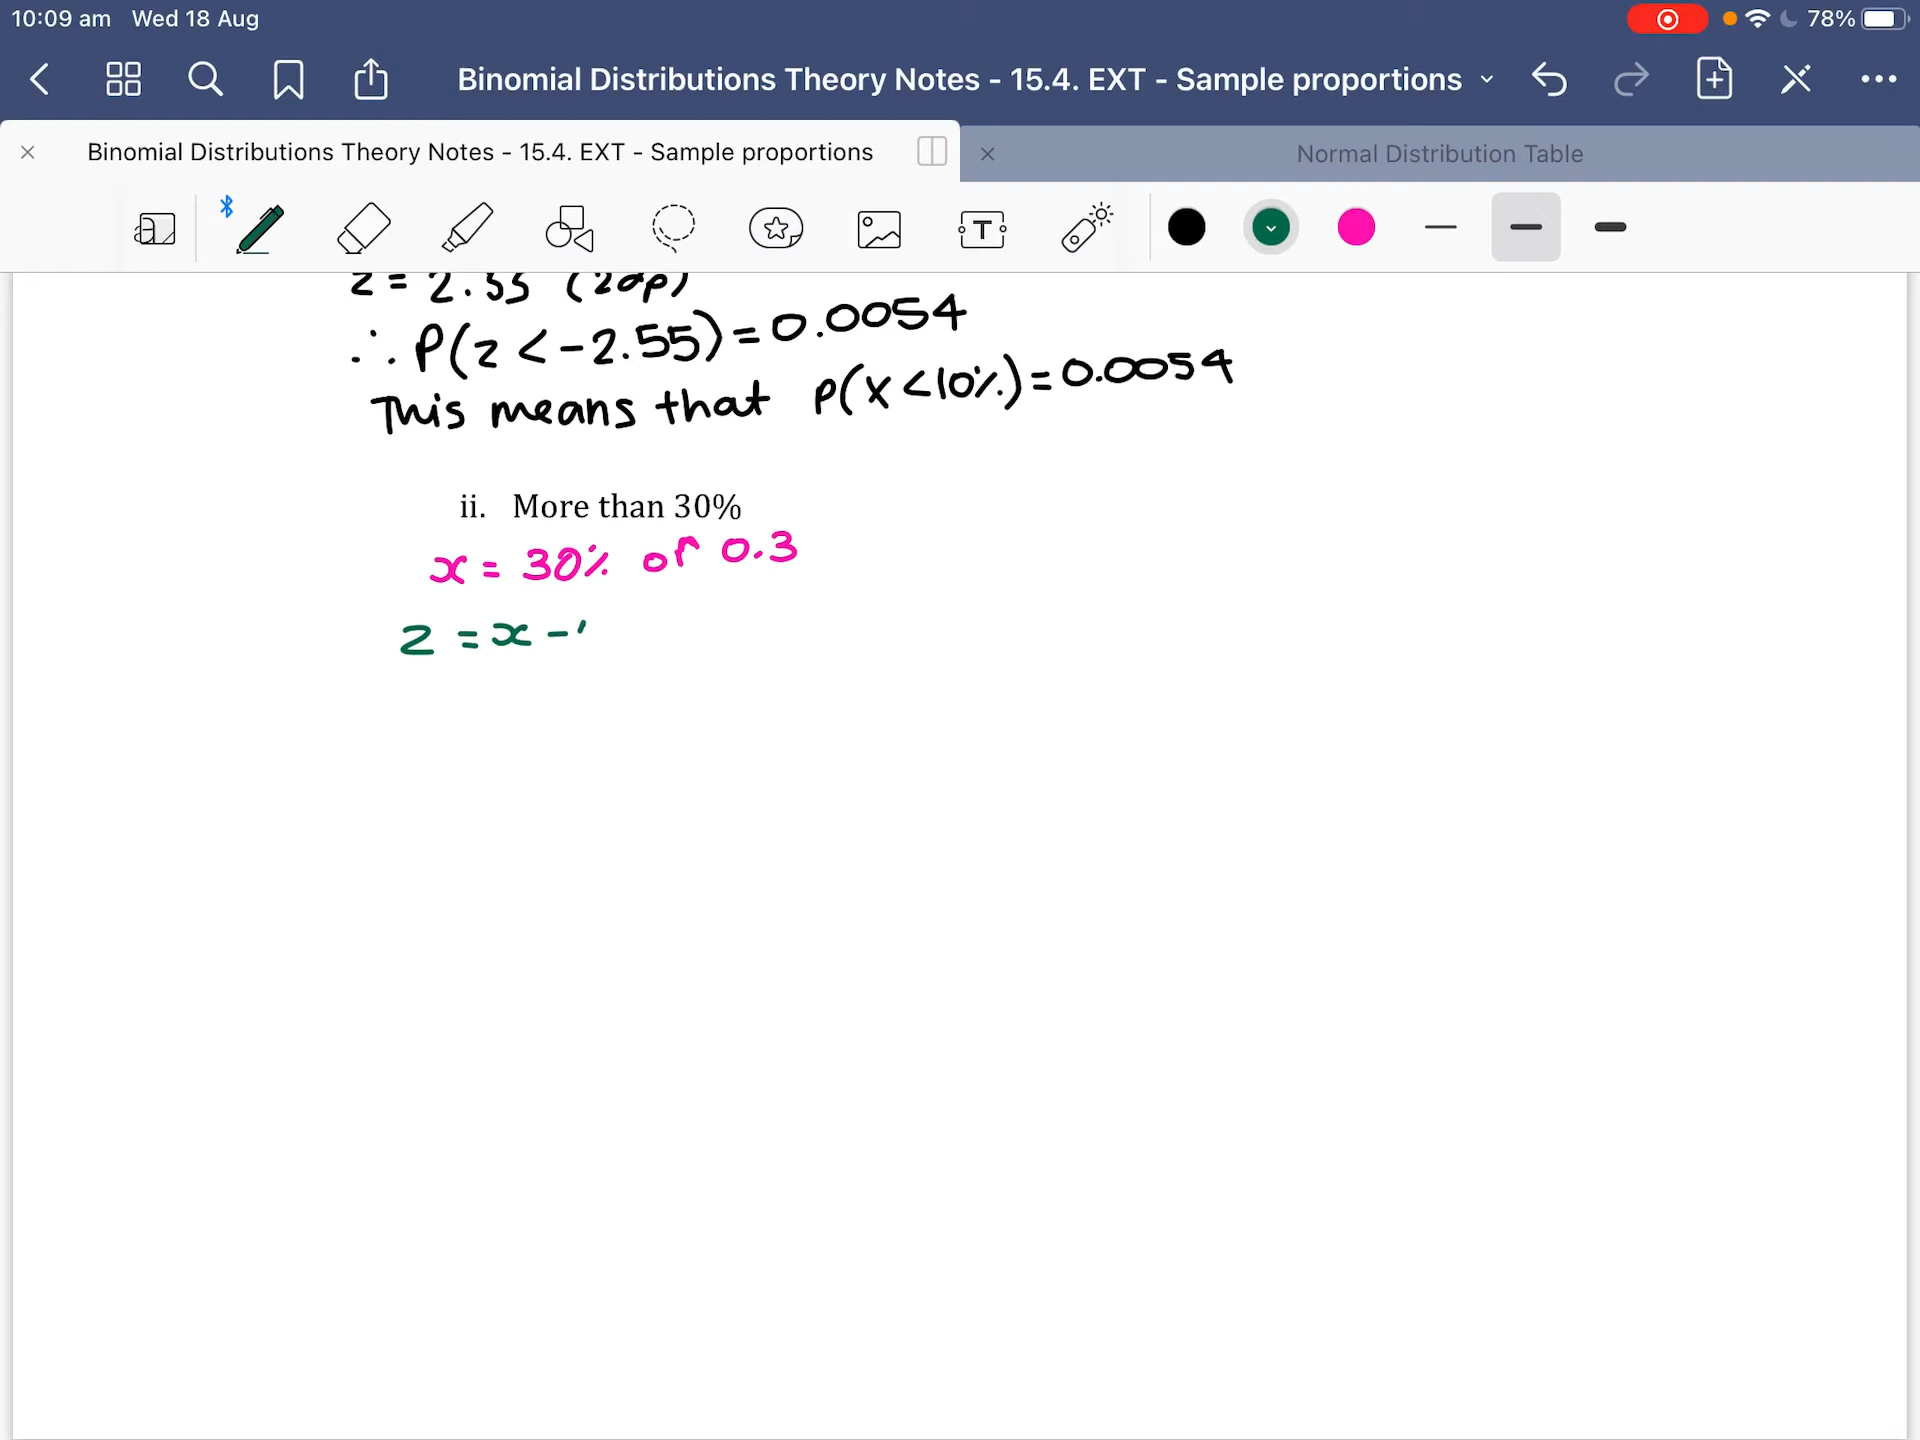 10:09 am Wed 18 Aug 78%
Binomial Distributions Theory Notes - 15.4. EXT - Sample proportions
Binomial Distributions Theory Notes - 15.4. EXT - Sample proportions
Normal Distribution Table
z = 2.55 (2dp)
∴ P(z < -2.55) = 0.0054
This means that P(X < 10%) = 0.0054
ii. More than 30%
x = 30% or 0.3
z = x -